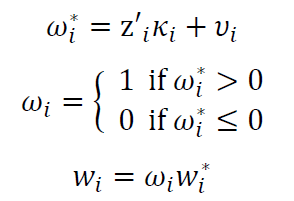 ω*ᵢ = z′ᵢκᵢ + υᵢ
ωᵢ = { 1 if ω*ᵢ > 0
0 if ω*ᵢ ≤ 0
wᵢ = ωᵢw*ᵢ